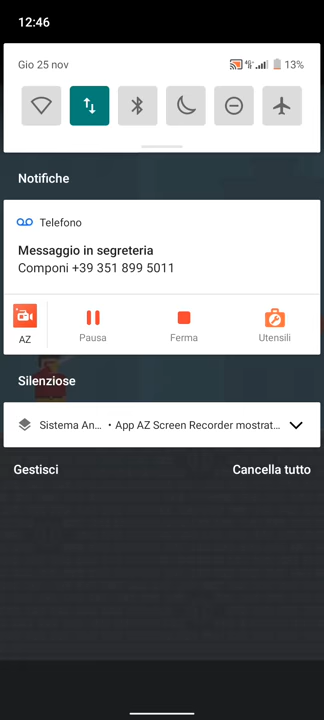 12:46
Gio 25 nov
13%
Notifiche
Telefono
Messaggio in segreteria
Componi +39 351 899 5011
AZ
Pausa
Ferma
Utensili
Silenziose
Sistema An… • App AZ Screen Recorder mostrat…
Gestisci
Cancella tutto